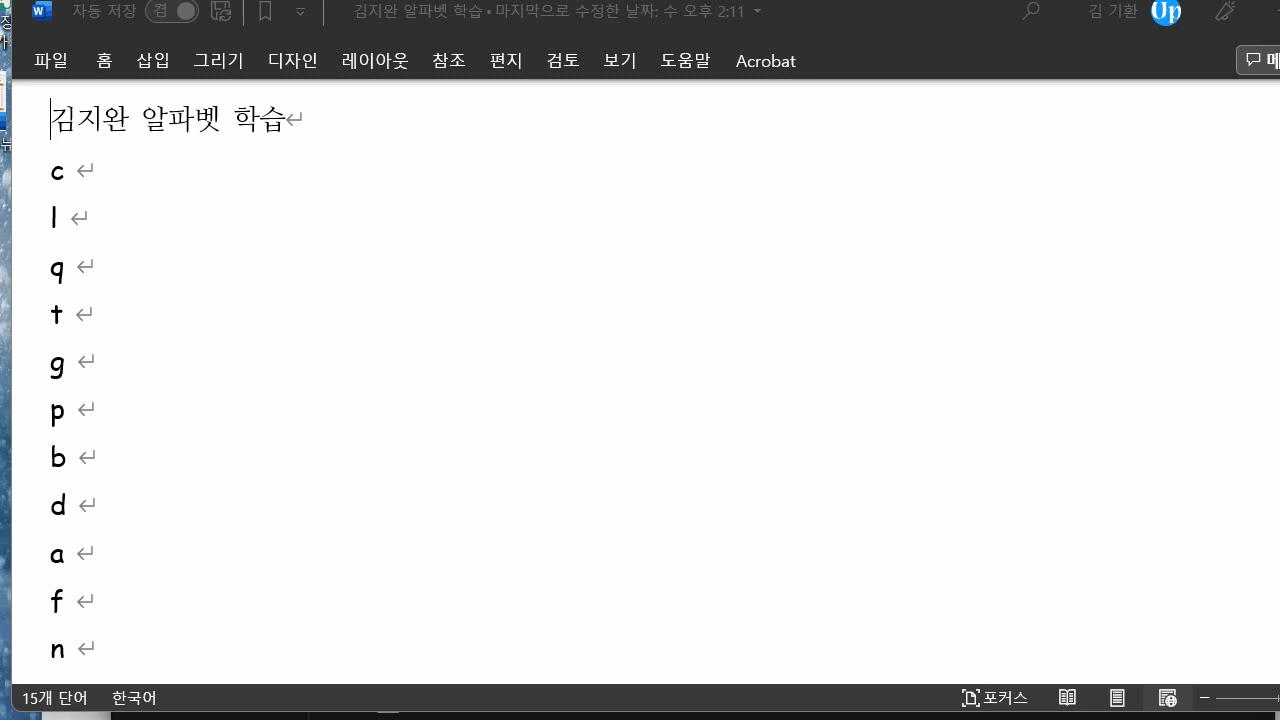 자동 저장 켬 김지완 알파벳 학습 • 마지막으로 수정한 날짜: 수 오후 2:11 김 기환 Up
파일 홈 삽입 그리기 디자인 레이아웃 참조 편지 검토 보기 도움말 Acrobat
김지완 알파벳 학습
c
l
q
t
g
p
b
d
a
f
n
15개 단어 한국어 포커스